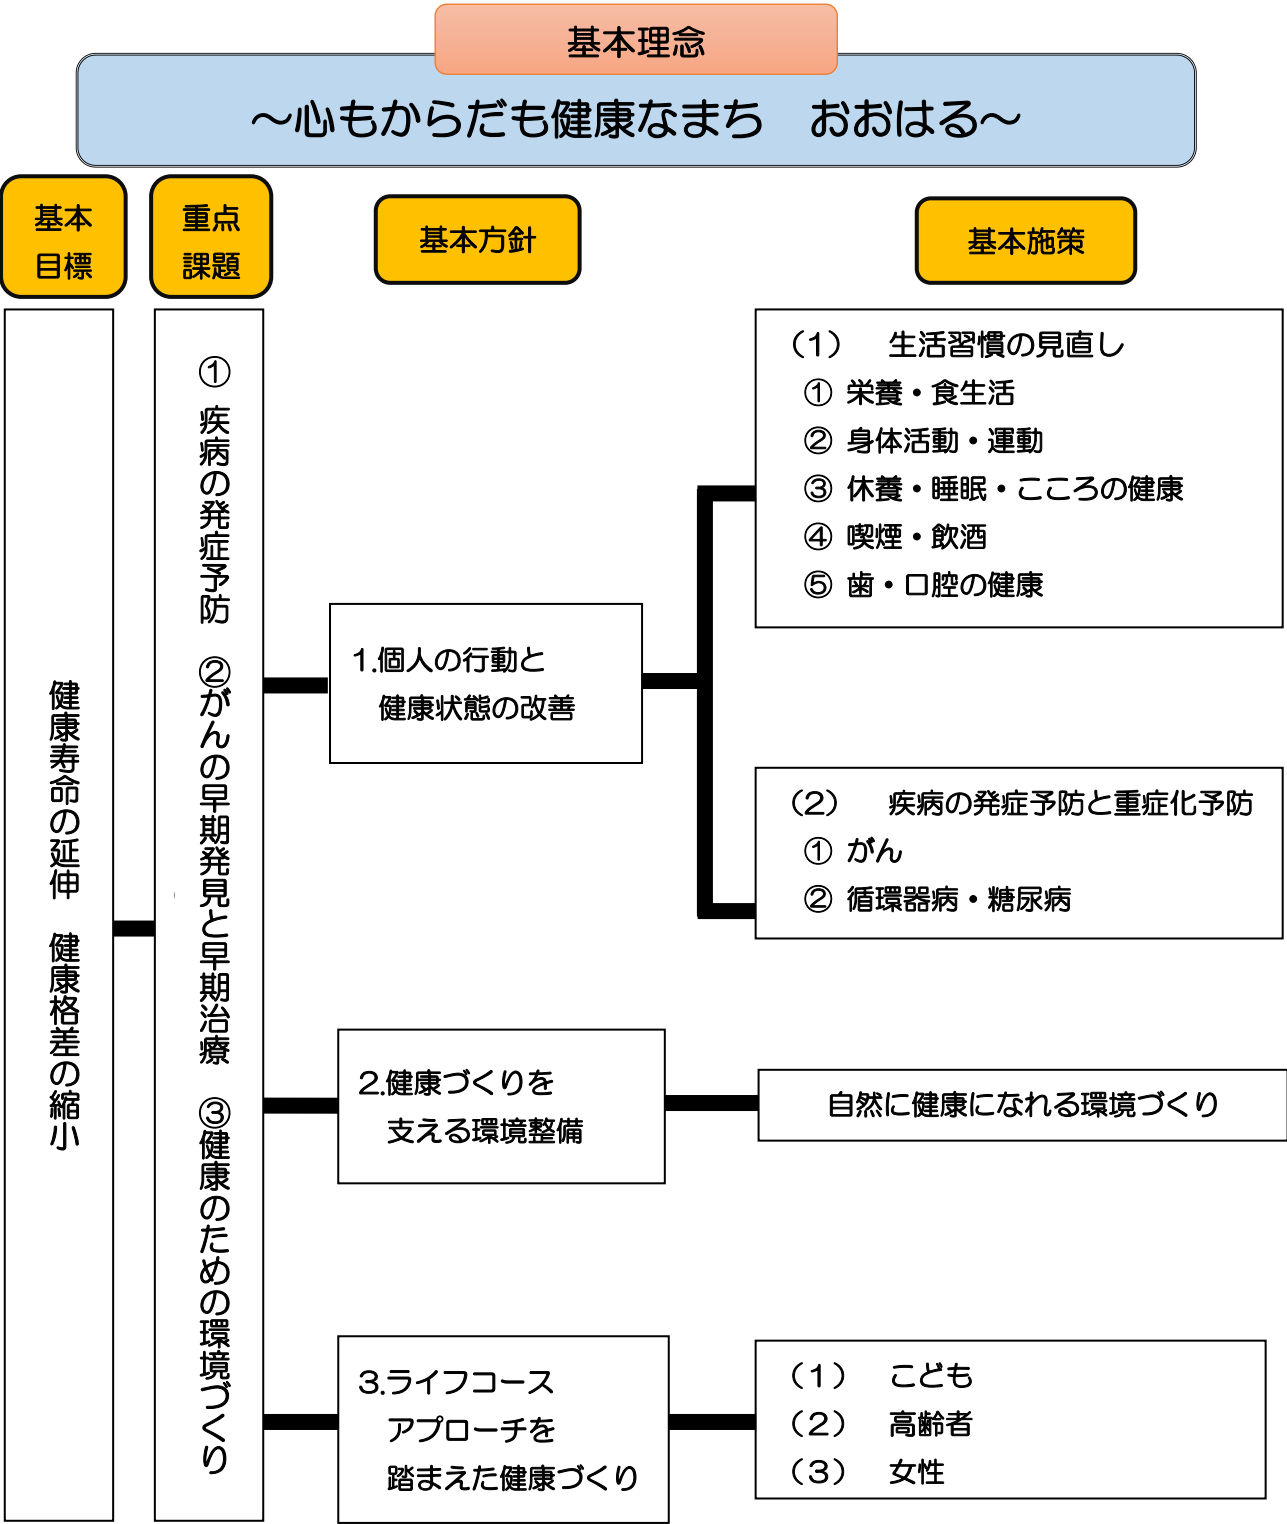 基本理念
～心もからだも健康なまち　おおはる～
基本
目標
重点
課題
基本方針
基本施策
健康寿命の延伸　健康格差の縮小
① 疾病の発症予防　②がんの早期発見と早期治療　③健康のための環境づくり
1.個人の行動と
健康状態の改善
（1）　生活習慣の見直し
① 栄養・食生活
② 身体活動・運動
③ 休養・睡眠・こころの健康
④ 喫煙・飲酒
⑤ 歯・口腔の健康
（2）　疾病の発症予防と重症化予防
① がん
② 循環器病・糖尿病
2.健康づくりを
支える環境整備
自然に健康になれる環境づくり
3.ライフコース
アプローチを
踏まえた健康づくり
（1）　こども
（2）　高齢者
（3）　女性